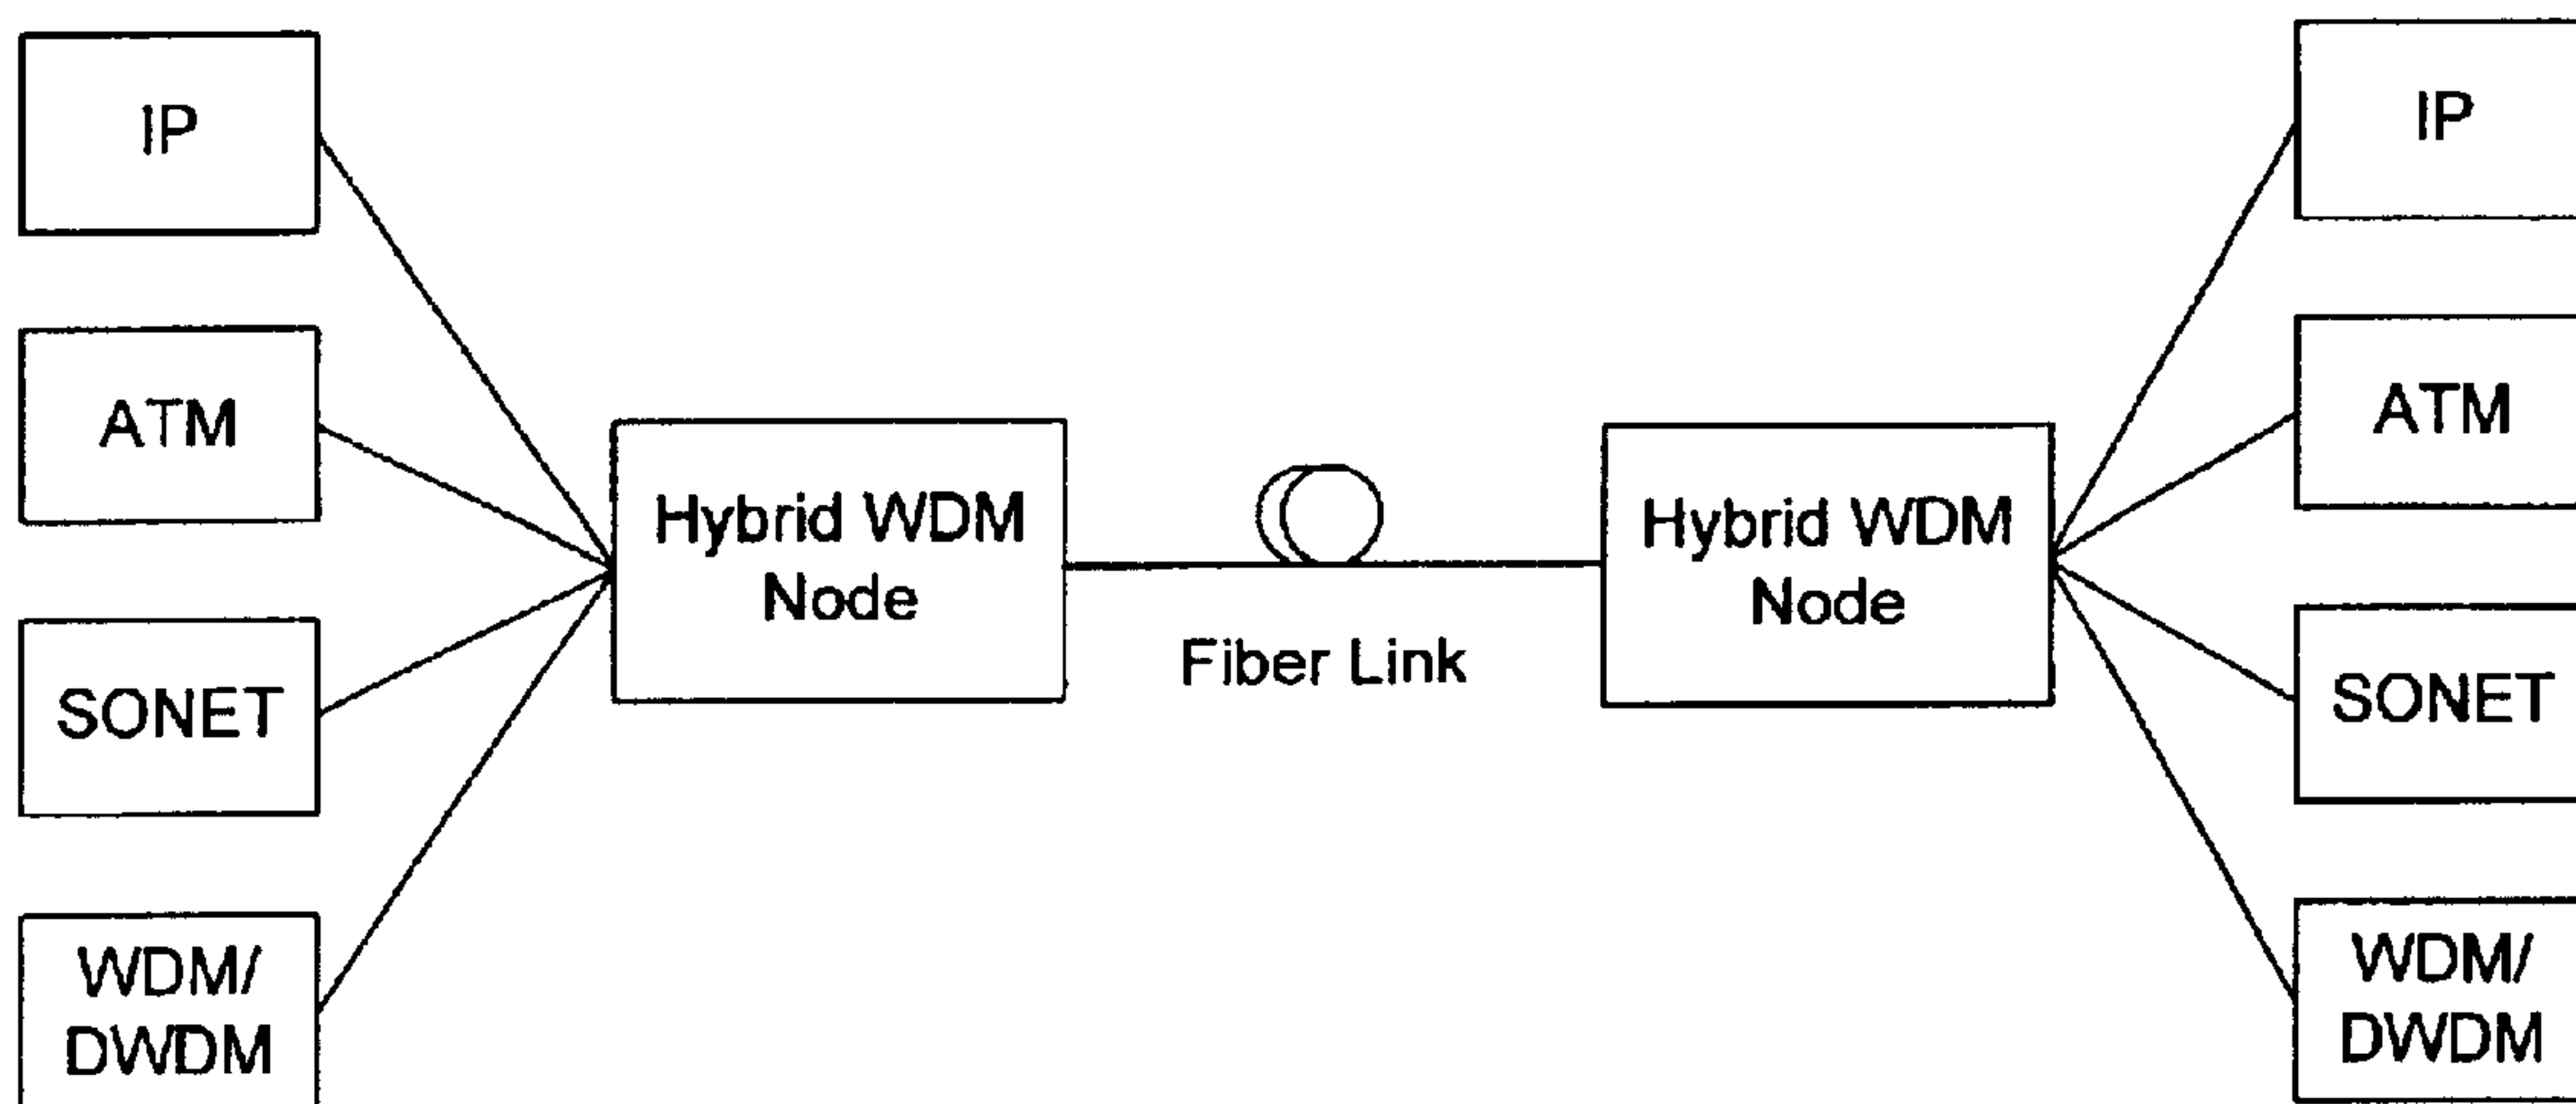 IP
ATM
SONET
WDM/
DWDM
Hybrid WDM
Node
Fiber Link
Hybrid WDM
Node
IP
ATM
SONET
WDM/
DWDM